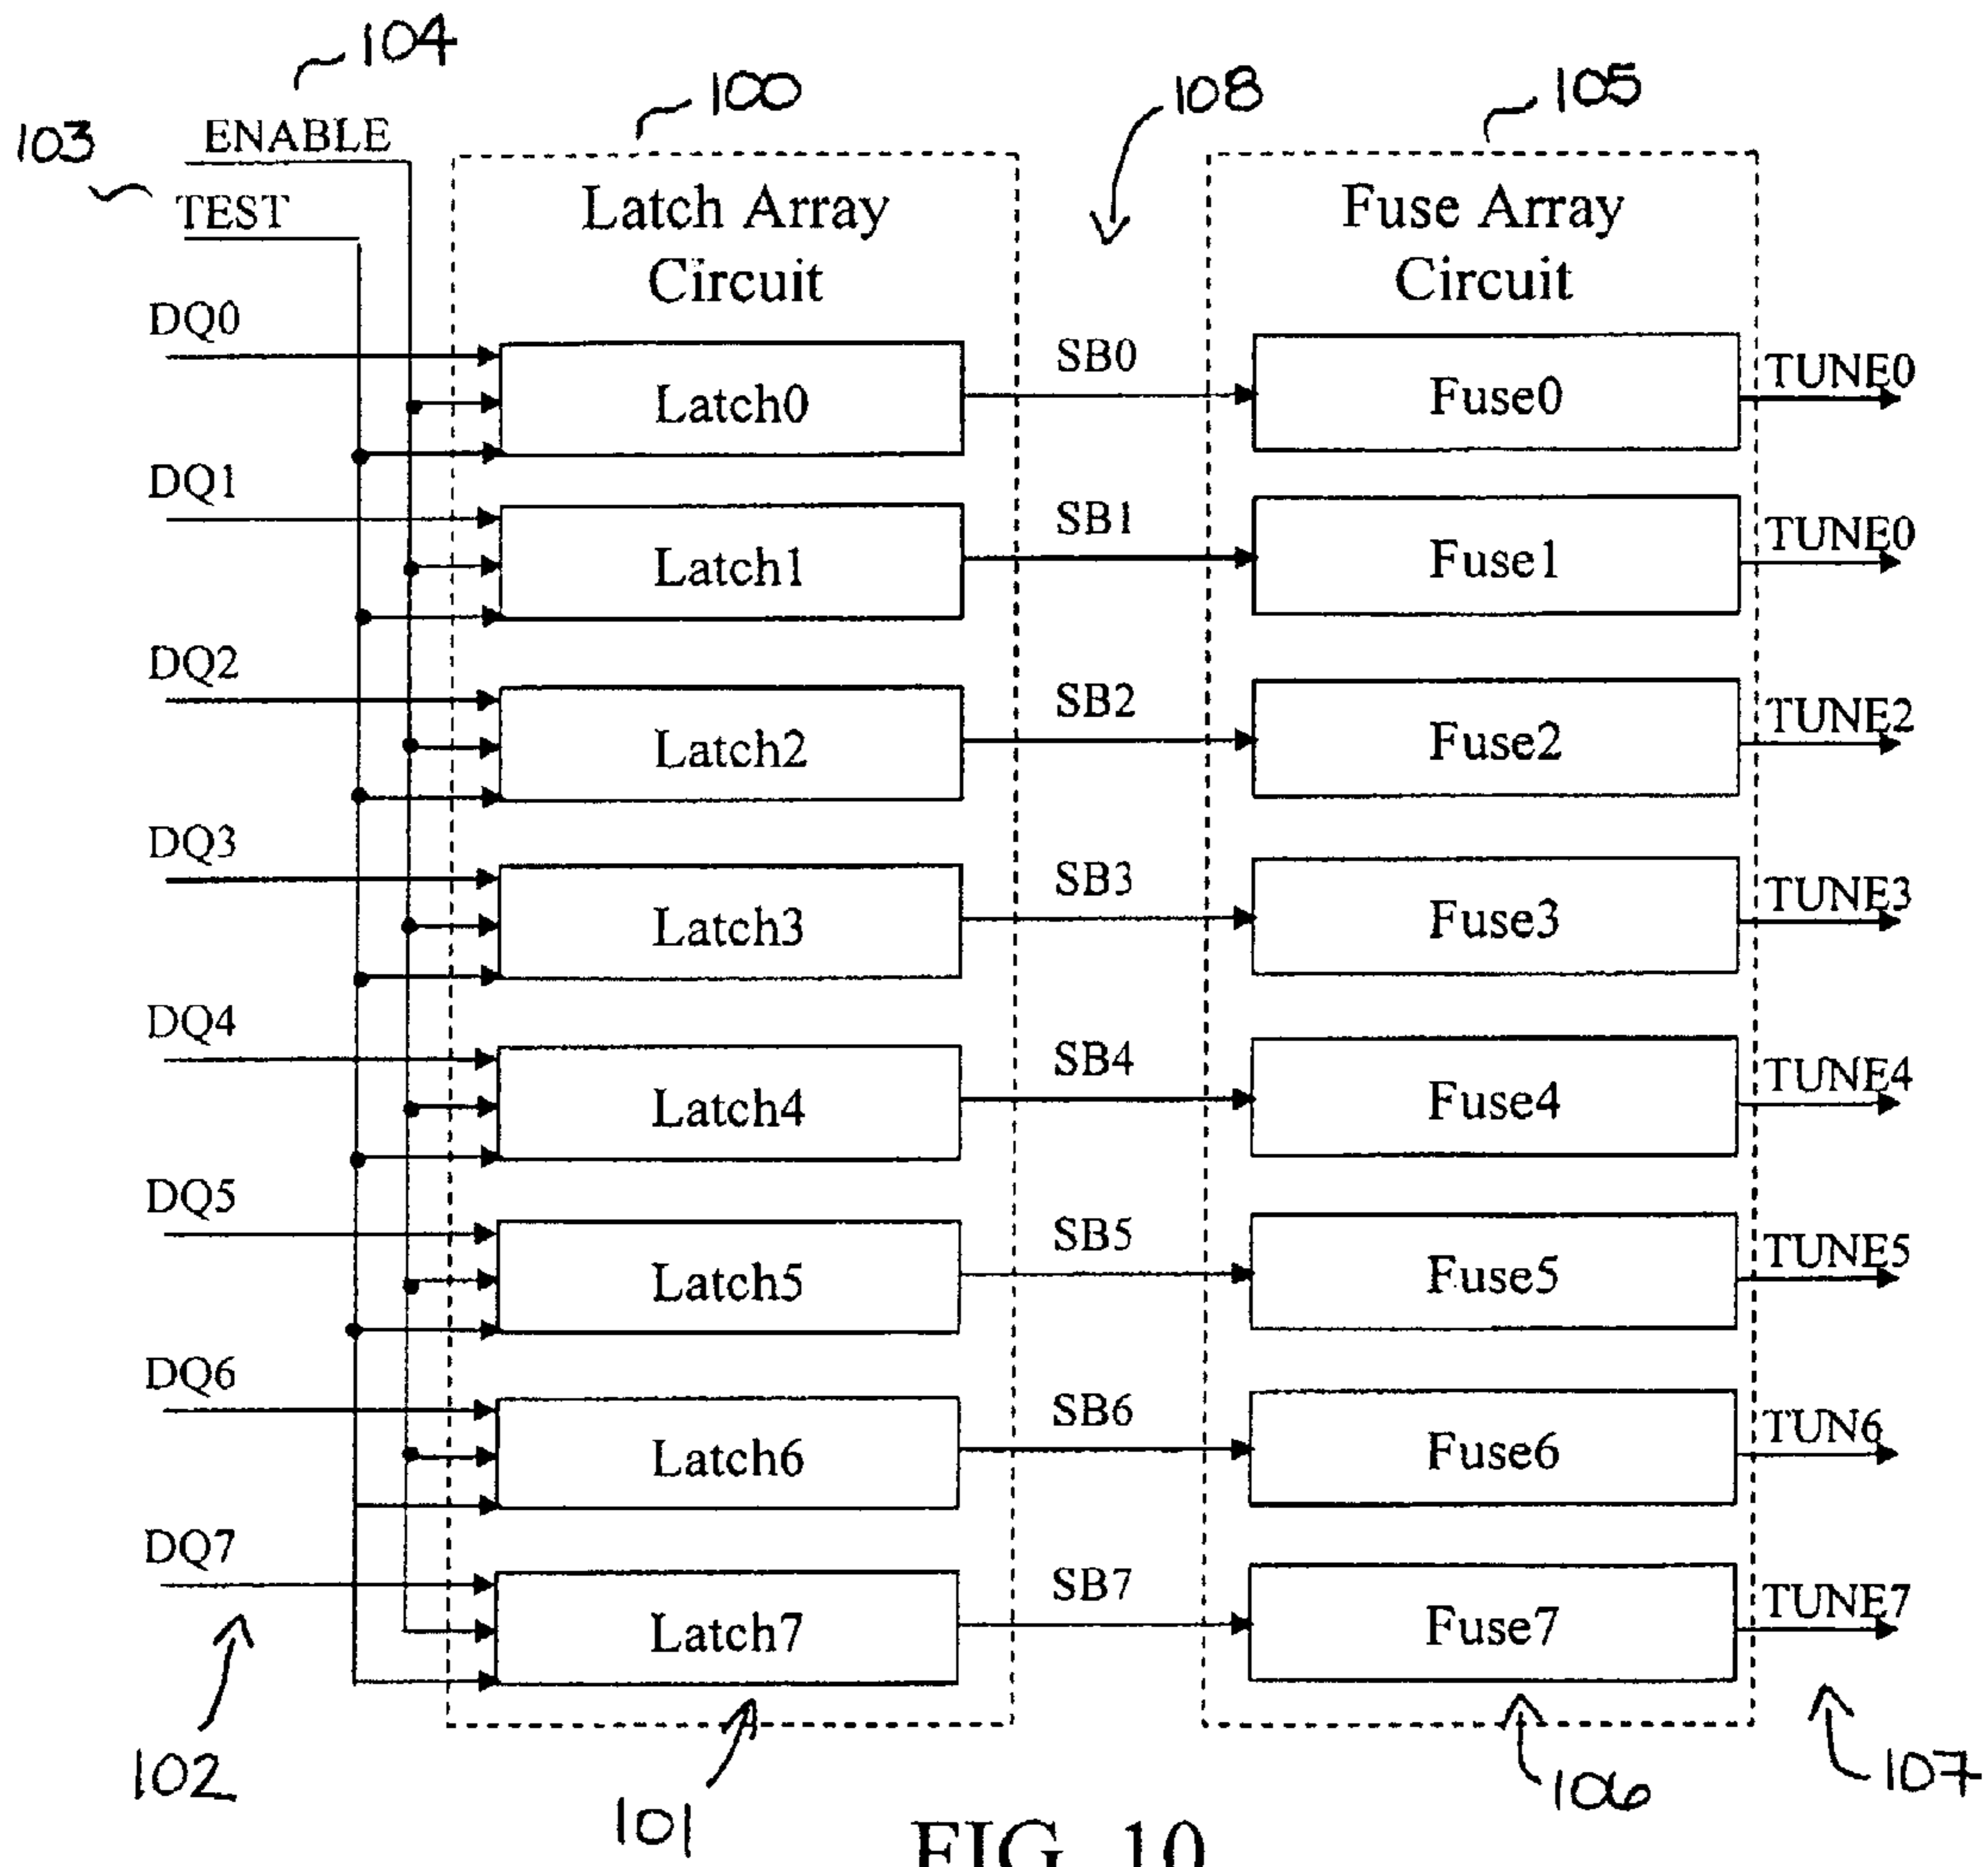 104
100
108
105
103
ENABLE
TEST
Latch Array
Circuit
Fuse Array
Circuit
DQ0
Latch0
SB0
Fuse0
TUNE0
DQ1
Latch1
SB1
Fuse1
TUNE0
DQ2
Latch2
SB2
Fuse2
TUNE2
DQ3
Latch3
SB3
Fuse3
TUNE3
DQ4
Latch4
SB4
Fuse4
TUNE4
DQ5
Latch5
SB5
Fuse5
TUNE5
DQ6
Latch6
SB6
Fuse6
TUN6
DQ7
Latch7
SB7
Fuse7
TUNE7
102
101
106
107
FIG. 10